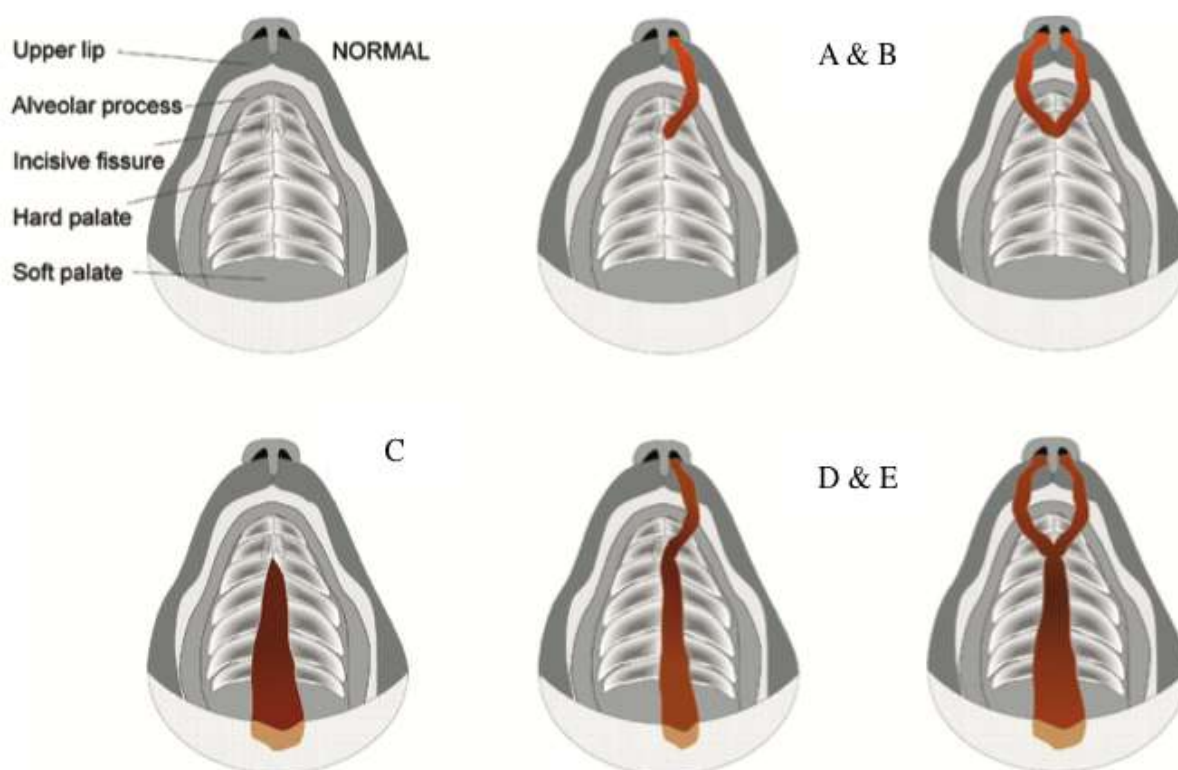 Upper lip
NORMAL
A & B
Alveolar process
Incisive fissure
Hard palate
Soft palate
C
D & E